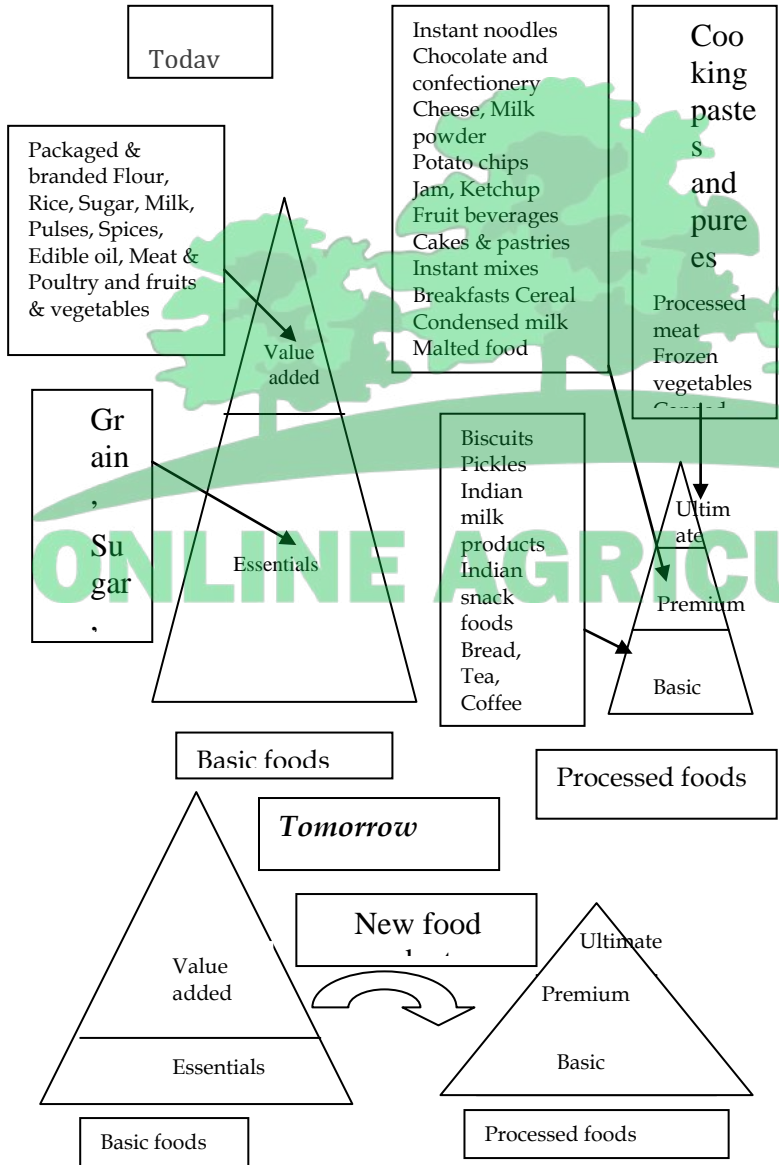 Today
Instant noodles
Chocolate and
confectionery
Cheese, Milk
powder
Potato chips
Jam, Ketchup
Fruit beverages
Cakes & pastries
Instant mixes
Breakfasts Cereal
Condensed milk
Malted food
Coo
king
paste
s
and
pure
es
Processed
meat
Frozen
vegetables
Canned
Packaged &
branded Flour,
Rice, Sugar, Milk,
Pulses, Spices,
Edible oil, Meat &
Poultry and fruits
& vegetables
Value
added
Gr
ain
,
Su
gar
,
Essentials
Biscuits
Pickles
Indian
milk
products
Indian
snack
foods
Bread,
Tea,
Coffee
Ultim
ate
Premium
Basic
ONLINE AGRICU
Basic foods
Processed foods
Tomorrow
New food
Value
added
Essentials
Ultimate
Premium
Basic
Basic foods
Processed foods